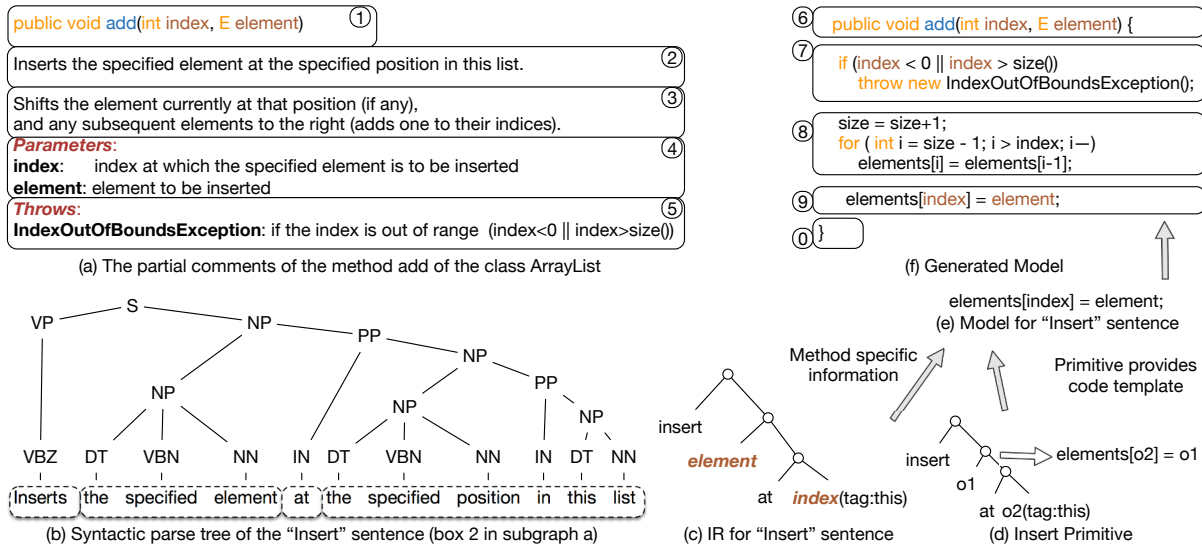 public void add(int index, E element)
①
Inserts the specified element at the specified position in this list.
②
Shifts the element currently at that position (if any),
③
and any subsequent elements to the right (adds one to their indices).
Parameters:
④
index: index at which the specified element is to be inserted
element: element to be inserted
Throws:
⑤
IndexOutOfBoundsException: if the index is out of range (index<0 || index>size())
(a) The partial comments of the method add of the class ArrayList
S
VP
NP
PP
NP
PP
NP
NP
NP
VBZ DT VBN NN IN DT VBN NN IN DT NN
Inserts the specified element at the specified position in this list
(b) Syntactic parse tree of the “Insert” sentence (box 2 in subgraph a)
⑥
public void add(int index, E element) {
⑦
if (index < 0 || index > size())
throw new IndexOutOfBoundsException();
⑧
size = size+1;
for ( int i = size - 1; i > index; i—)
elements[i] = elements[i-1];
⑨
elements[index] = element;
⓪
}
(f) Generated Model
elements[index] = element;
(e) Model for “Insert” sentence
Method specific
information
Primitive provides
code template
insert
element
at index(tag:this)
(c) IR for “Insert” sentence
insert
o1
at o2(tag:this)
elements[o2] = o1
(d) Insert Primitive